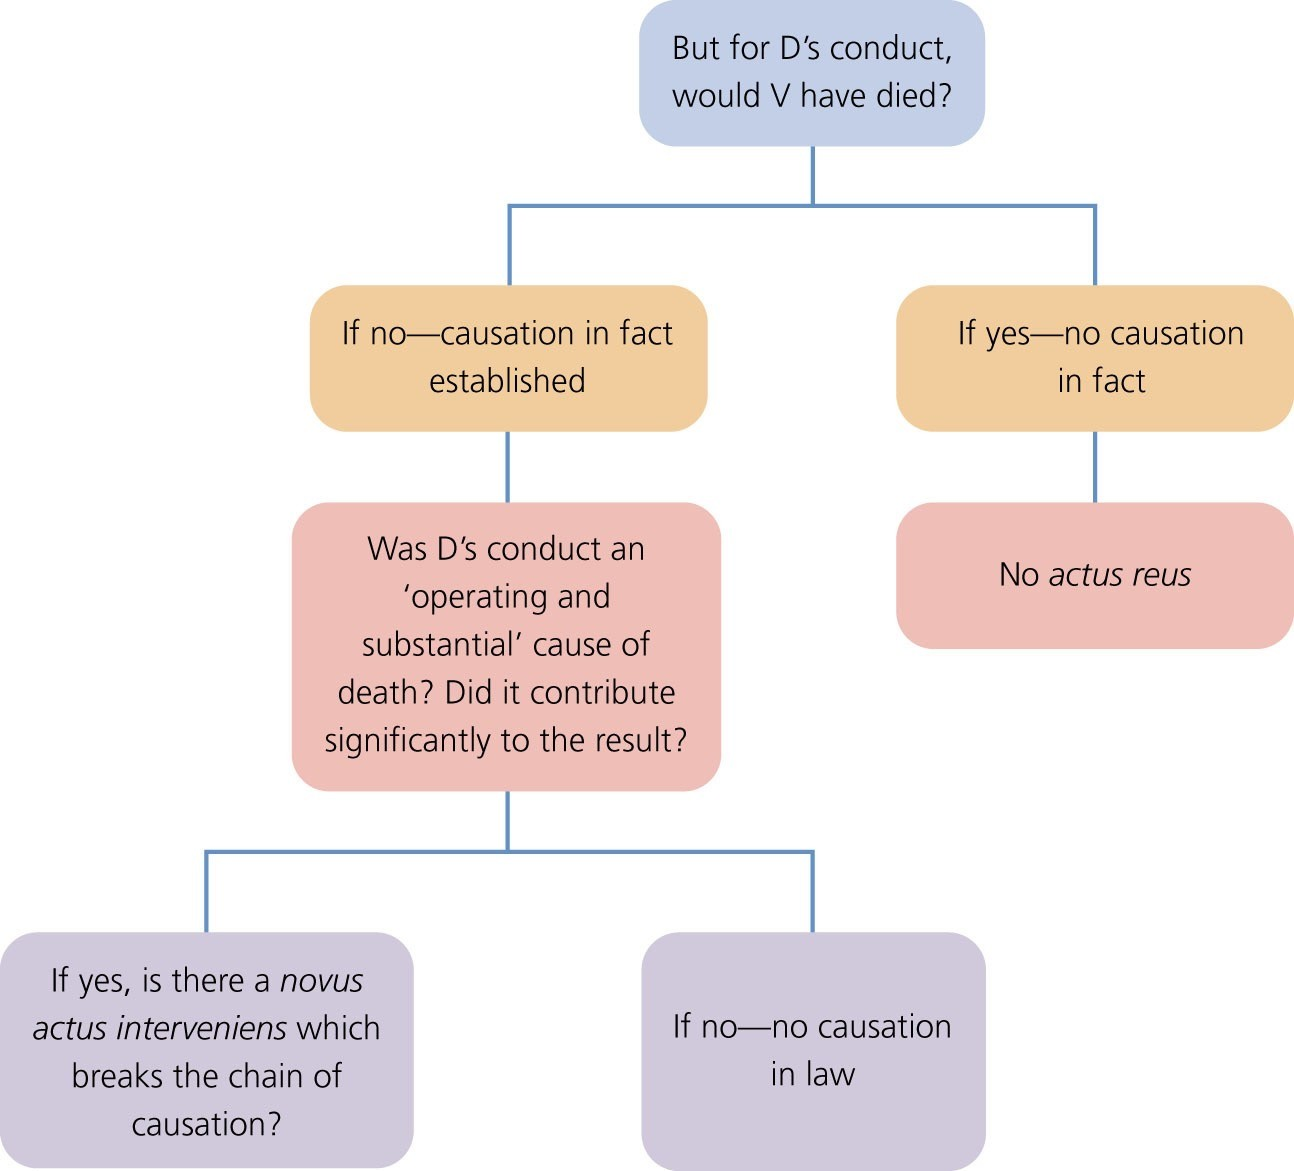 But for D’s conduct,
would V have died?
If no—causation in fact
established
If yes—no causation
in fact
Was D’s conduct an
‘operating and
substantial’ cause of
death? Did it contribute
significantly to the result?
No actus reus
If yes, is there a novus
actus interveniens which
breaks the chain of
causation?
If no—no causation
in law